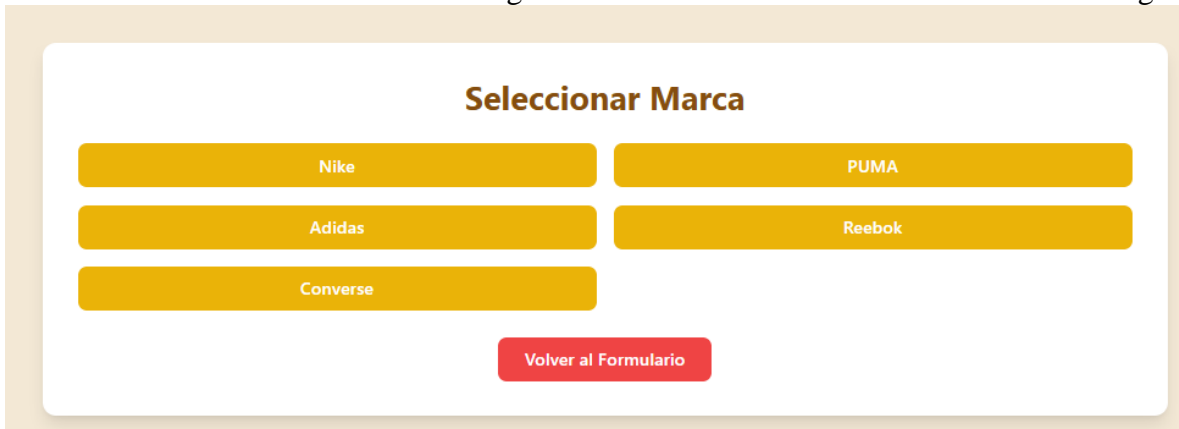 Seleccionar Marca
Nike
PUMA
Adidas
Reebok
Converse
Volver al Formulario